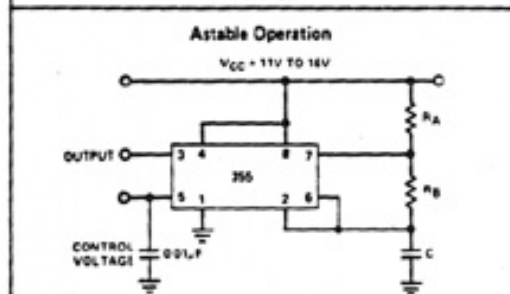 Astable Operation
VCC = 11V TO 16V
RA
OUTPUT
3 4 8 7
355
RB
5 1 2 6
CONTROL
VOLTAGE
0.01µF
C